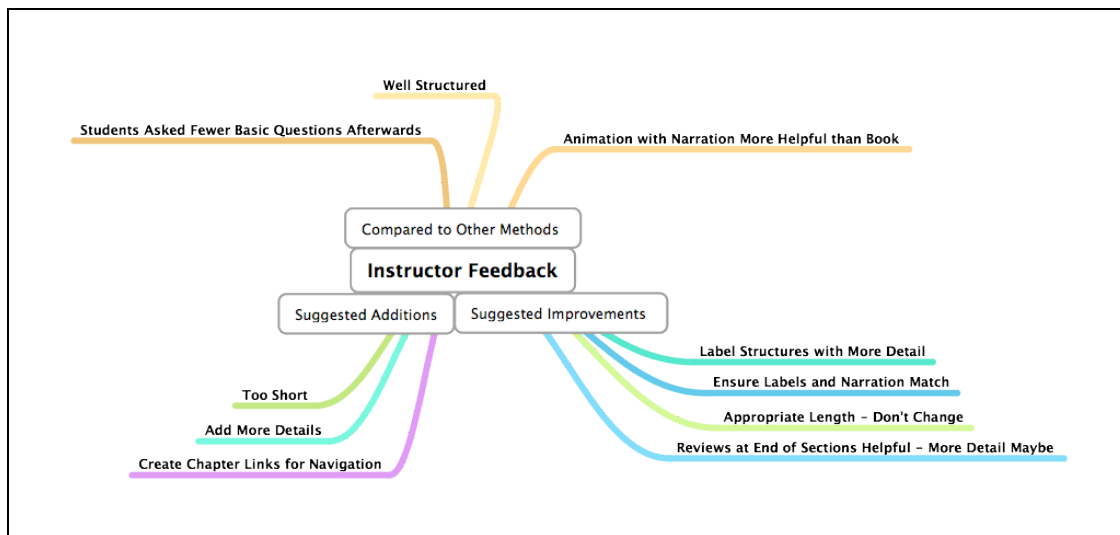 Well Structured
Students Asked Fewer Basic Questions Afterwards
Animation with Narration More Helpful than Book
Compared to Other Methods
Instructor Feedback
Suggested Additions
Suggested Improvements
Label Structures with More Detail
Ensure Labels and Narration Match
Too Short
Appropriate Length - Don't Change
Add More Details
Reviews at End of Sections Helpful - More Detail Maybe
Create Chapter Links for Navigation